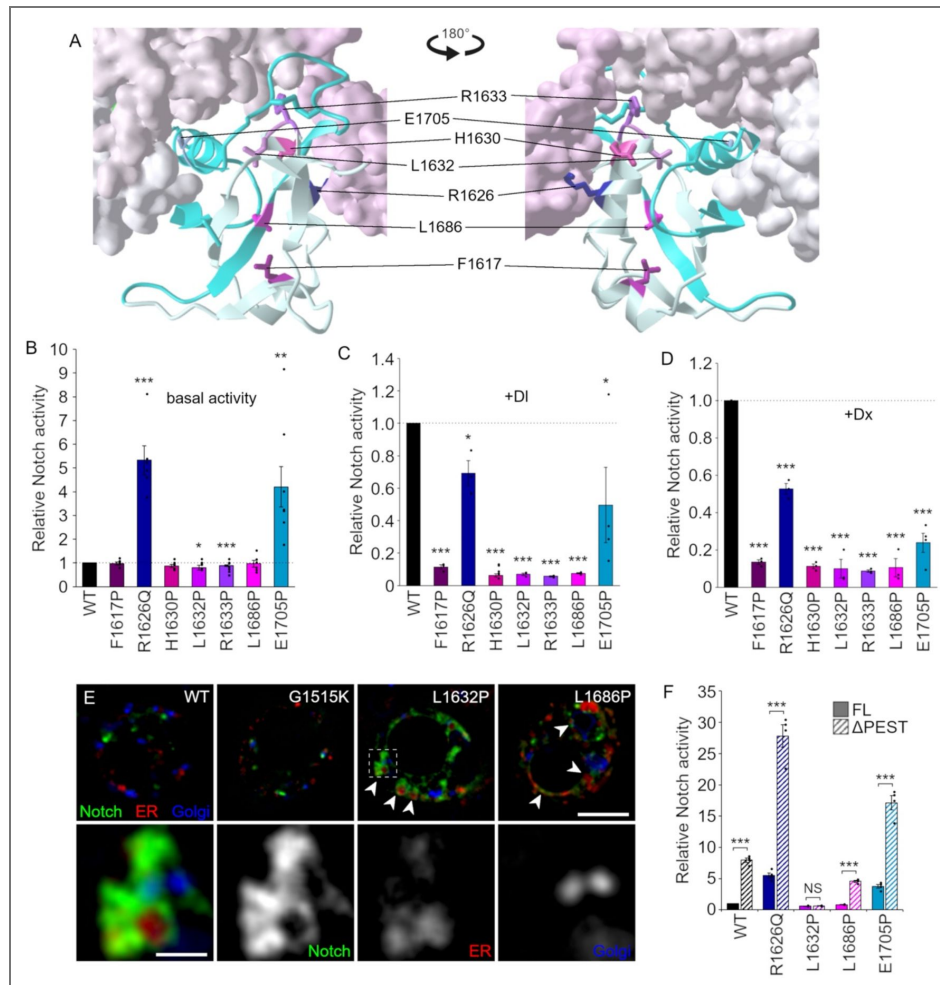 A
180°
R1633
E1705
H1630
L1632
R1626
L1686
F1617
B
Relative Notch activity
10
9
8
7
6
5
4
3
2
1
0
basal activity
***
*
***
**
WT
F1617P
R1626Q
H1630P
L1632P
R1633P
L1686P
E1705P
C
Relative Notch activity
1.4
1.2
1
0.8
0.6
0.4
0.2
0
+Dl
***
*
***
***
***
***
*
WT
F1617P
R1626Q
H1630P
L1632P
R1633P
L1686P
E1705P
D
Relative Notch activity
1.2
1.0
0.8
0.6
0.4
0.2
0
+Dx
***
***
***
***
***
***
***
WT
F1617P
R1626Q
H1630P
L1632P
R1633P
L1686P
E1705P
E
WT
G1515K
L1632P
L1686P
Notch ER Golgi
Notch
ER
Golgi
F
Relative Notch activity
35
30
25
20
15
10
5
0
FL
ΔPEST
***
***
NS
***
***
WT
R1626Q
L1632P
L1686P
E1705P